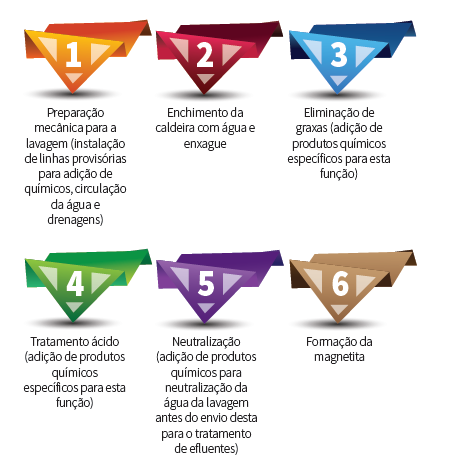 1
Preparação
mecânica para a
lavagem (instalação
de linhas provisórias
para adição de
químicos, circulação
da água e
drenagens)
2
Enchimento da
caldeira com água e
enxague
3
Eliminação de
graxas (adição de
produtos químicos
específicos para esta
função)
4
Tratamento ácido
(adição de produtos
químicos
específicos para esta
função)
5
Neutralização
(adição de produtos
químicos para
neutralização da
água da lavagem
antes do envio desta
para o tratamento
de efluentes)
6
Formação da
magnetita